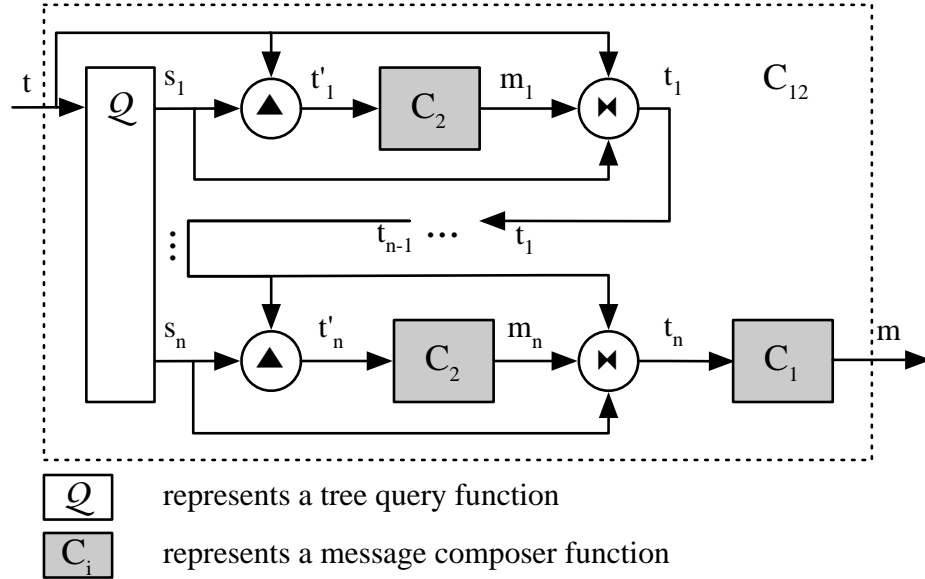 t
Q
s₁
t'₁
C₂
m₁
t₁
C₁₂
tₙ₋₁ ... t₁
sₙ
t'ₙ
C₂
mₙ
tₙ
C₁
m
Q represents a tree query function
Cᵢ represents a message composer function